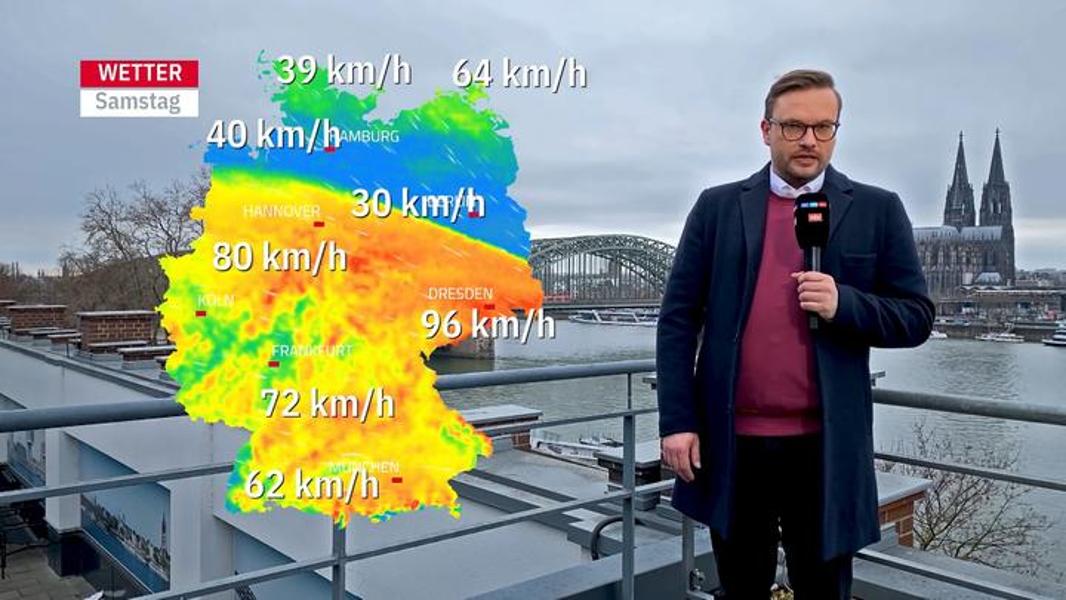 WETTER
Samstag
39 km/h
64 km/h
40 km/h
HAMBURG
30 km/h
HANNOVER
80 km/h
KÖLN
DRESDEN
96 km/h
FRANKFURT
72 km/h
MÜNCHEN
62 km/h